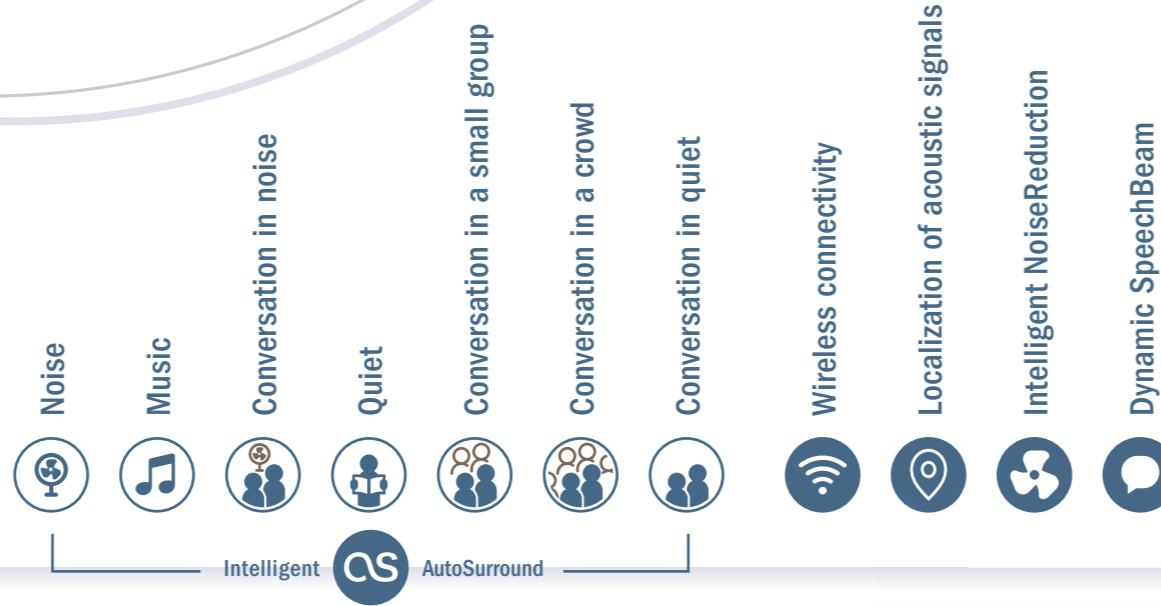 Noise
Music
Conversation in noise
Quiet
Conversation in a small group
Conversation in a crowd
Conversation in quiet
Wireless connectivity
Localization of acoustic signals
Intelligent NoiseReduction
Dynamic SpeechBeam
Intelligent AS AutoSurround